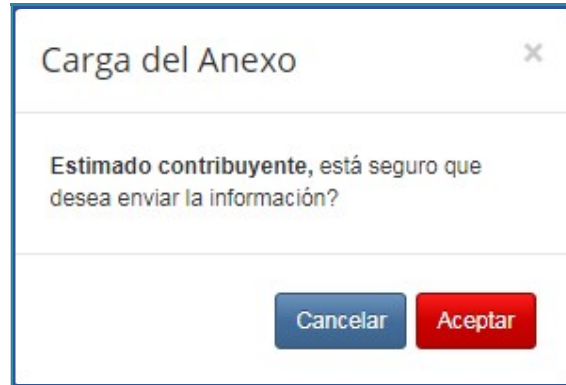 Carga del Anexo ×
Estimado contribuyente, está seguro que
desea enviar la información?
Cancelar Aceptar